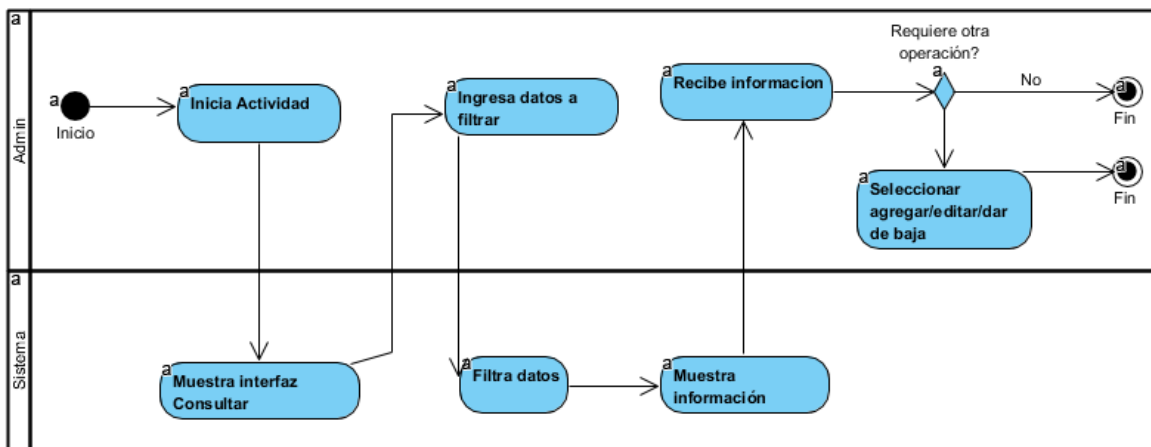 a
Admin
a
Inicio
a
Inicia Actividad
a
Ingresa datos a
filtrar
a
Recibe informacion
Requiere otra
operación?
a
No
a
Fin
a
Seleccionar
agregar/editar/dar
de baja
a
Fin
a
Sistema
a
Muestra interfaz
Consultar
a
Filtra datos
a
Muestra
información